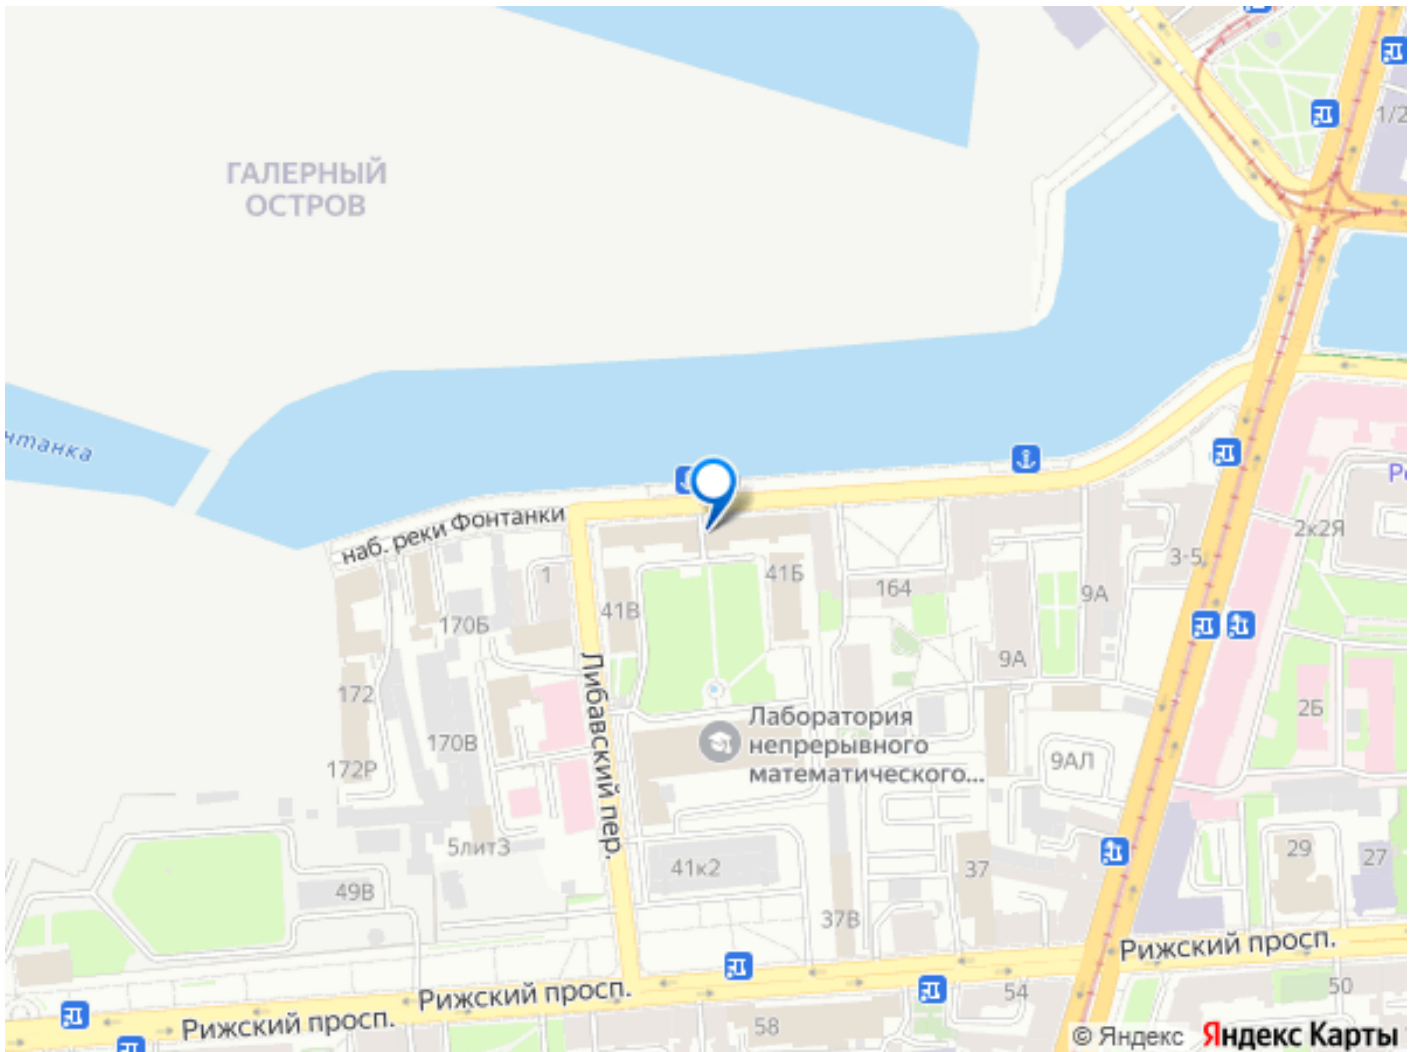 ГАЛЕРНЫЙ
ОСТРОВ
1/2
нтанка
наб. реки Фонтанки
2к2Я
3-5
1
41Б
164
9А
41В
170Б
9А
Либавский пер.
172
2Б
170В
Лаборатория
непрерывного
математического...
172Р
9АЛ
5лит3
29
27
41к2
37
49В
37В
Рижский просп.
Рижский просп.
54
50
Рижский просп.
58
© Яндекс Яндекс Карты